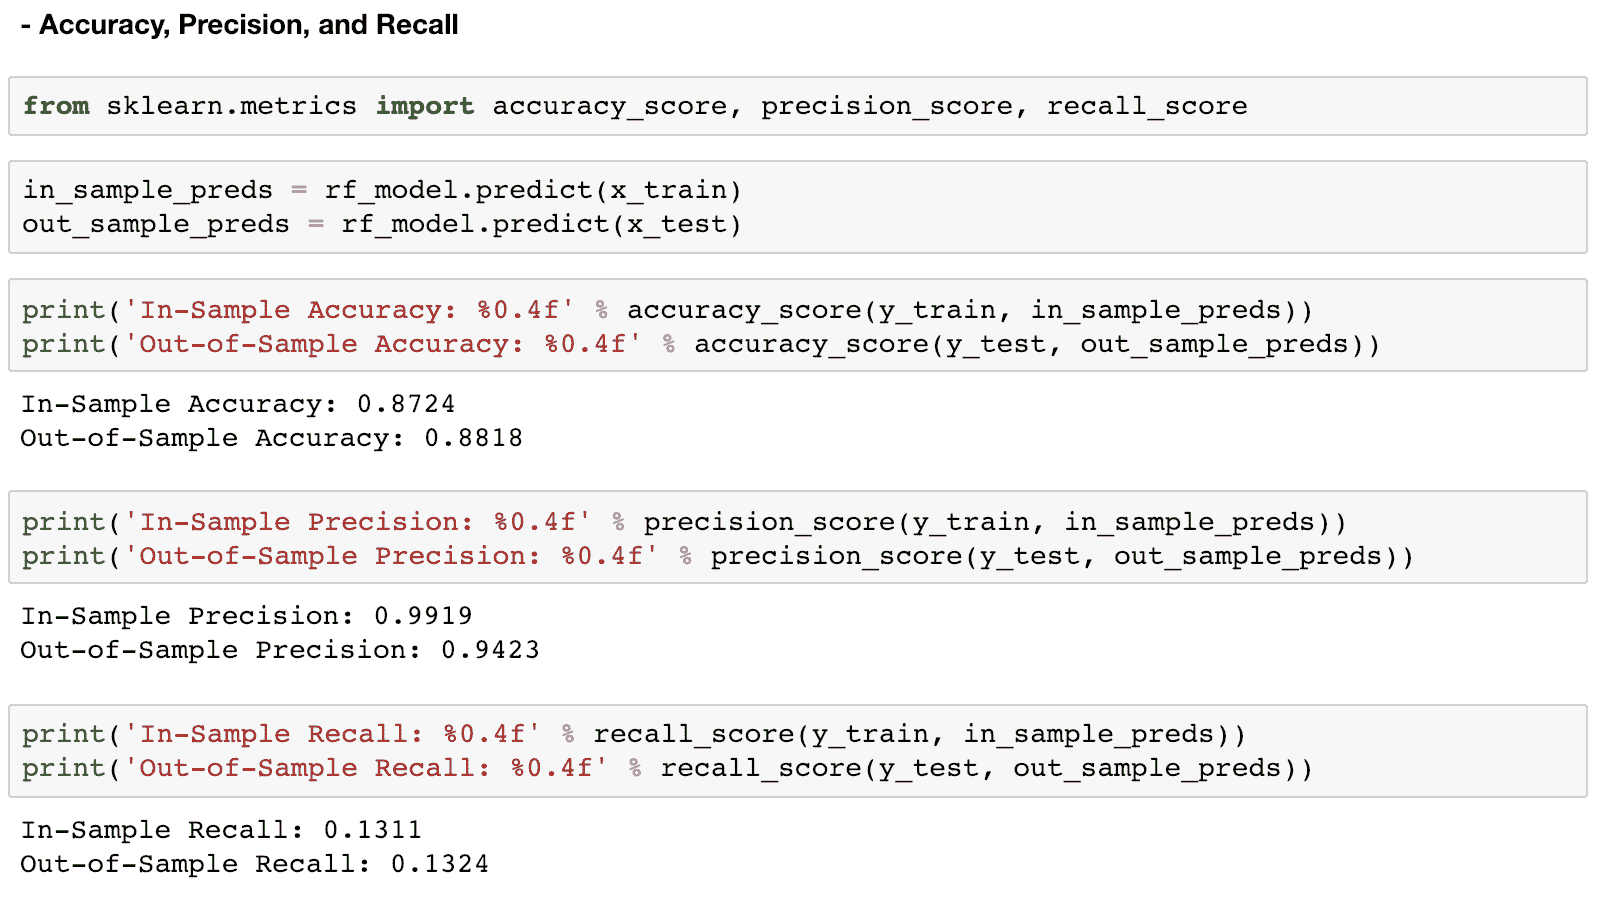 - Accuracy, Precision, and Recall
from sklearn.metrics import accuracy_score, precision_score, recall_score
in_sample_preds = rf_model.predict(x_train)
out_sample_preds = rf_model.predict(x_test)
print('In-Sample Accuracy: %0.4f' % accuracy_score(y_train, in_sample_preds))
print('Out-of-Sample Accuracy: %0.4f' % accuracy_score(y_test, out_sample_preds))
In-Sample Accuracy: 0.8724
Out-of-Sample Accuracy: 0.8818
print('In-Sample Precision: %0.4f' % precision_score(y_train, in_sample_preds))
print('Out-of-Sample Precision: %0.4f' % precision_score(y_test, out_sample_preds))
In-Sample Precision: 0.9919
Out-of-Sample Precision: 0.9423
print('In-Sample Recall: %0.4f' % recall_score(y_train, in_sample_preds))
print('Out-of-Sample Recall: %0.4f' % recall_score(y_test, out_sample_preds))
In-Sample Recall: 0.1311
Out-of-Sample Recall: 0.1324